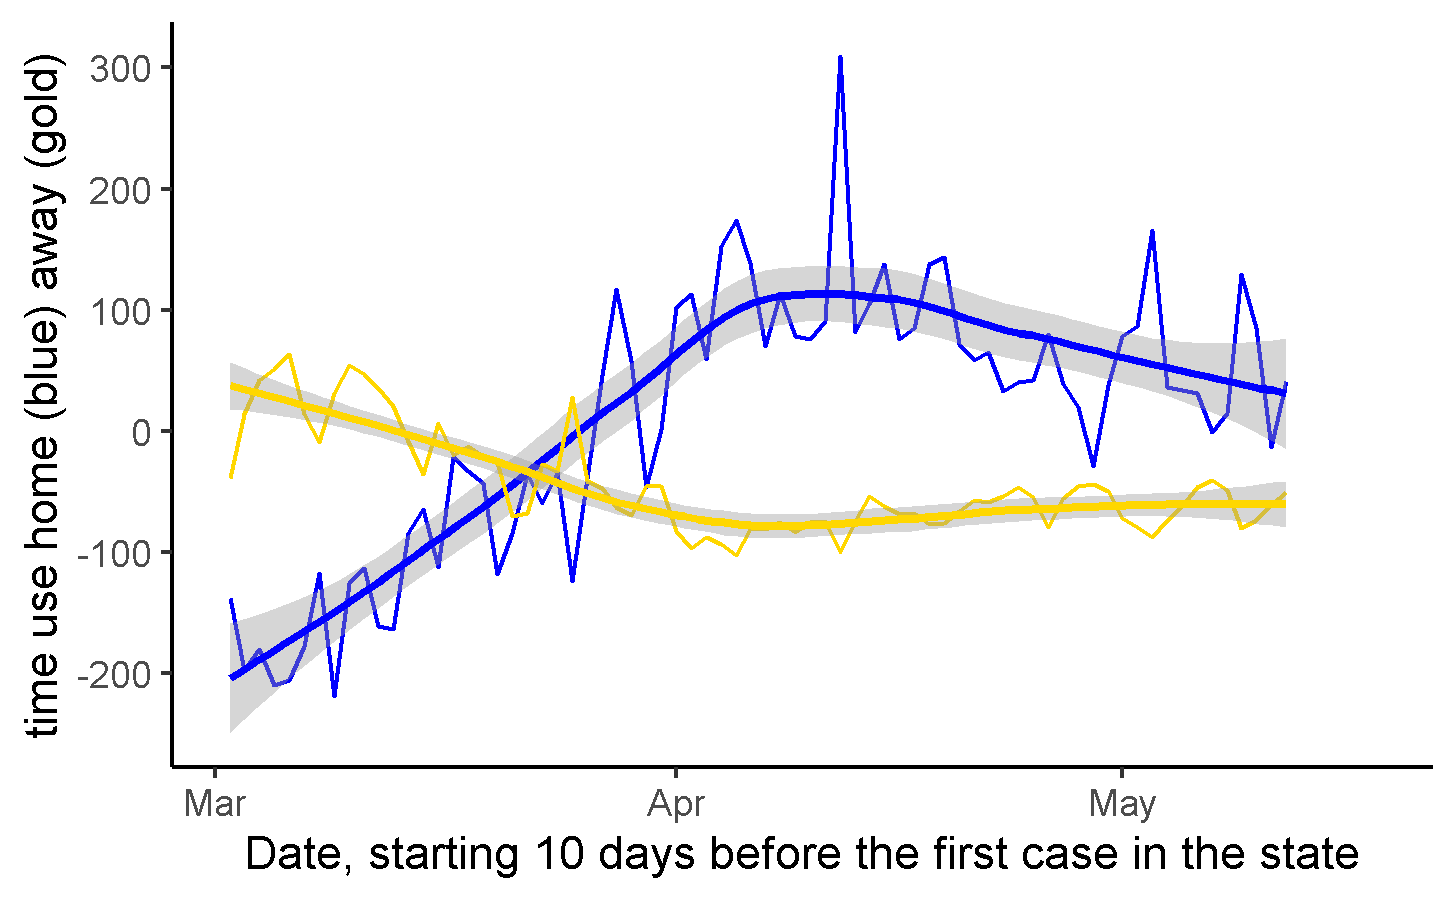 time use home (blue) away (gold)
300
200
100
0
-100
-200
Mar
Apr
May
Date, starting 10 days before the first case in the state